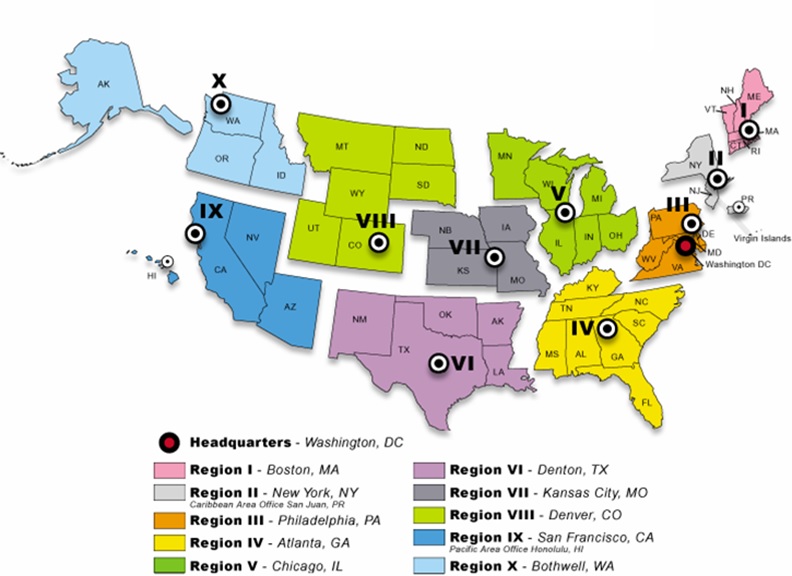 X
AK
WA
OR
ID
MT
ND
SD
WY
UT
CO
VIII
MN
WI
MI
V
IL
IN
OH
NH
ME
VT
I
MA
CT
RI
NY
II
NJ
PR
Virgin Islands
III
PA
DE
MD
Washington DC
WV
VA
IX
NV
CA
AZ
HI
NB
IA
VII
KS
MO
NM
OK
AK
TX
VI
LA
KY
TN
NC
SC
IV
MS
AL
GA
FL
Headquarters - Washington, DC
Region I - Boston, MA
Region II - New York, NY
Caribbean Area Office San Juan, PR
Region III - Philadelphia, PA
Region IV - Atlanta, GA
Region V - Chicago, IL
Region VI - Denton, TX
Region VII - Kansas City, MO
Region VIII - Denver, CO
Region IX - San Francisco, CA
Pacific Area Office Honolulu, HI
Region X - Bothwell, WA